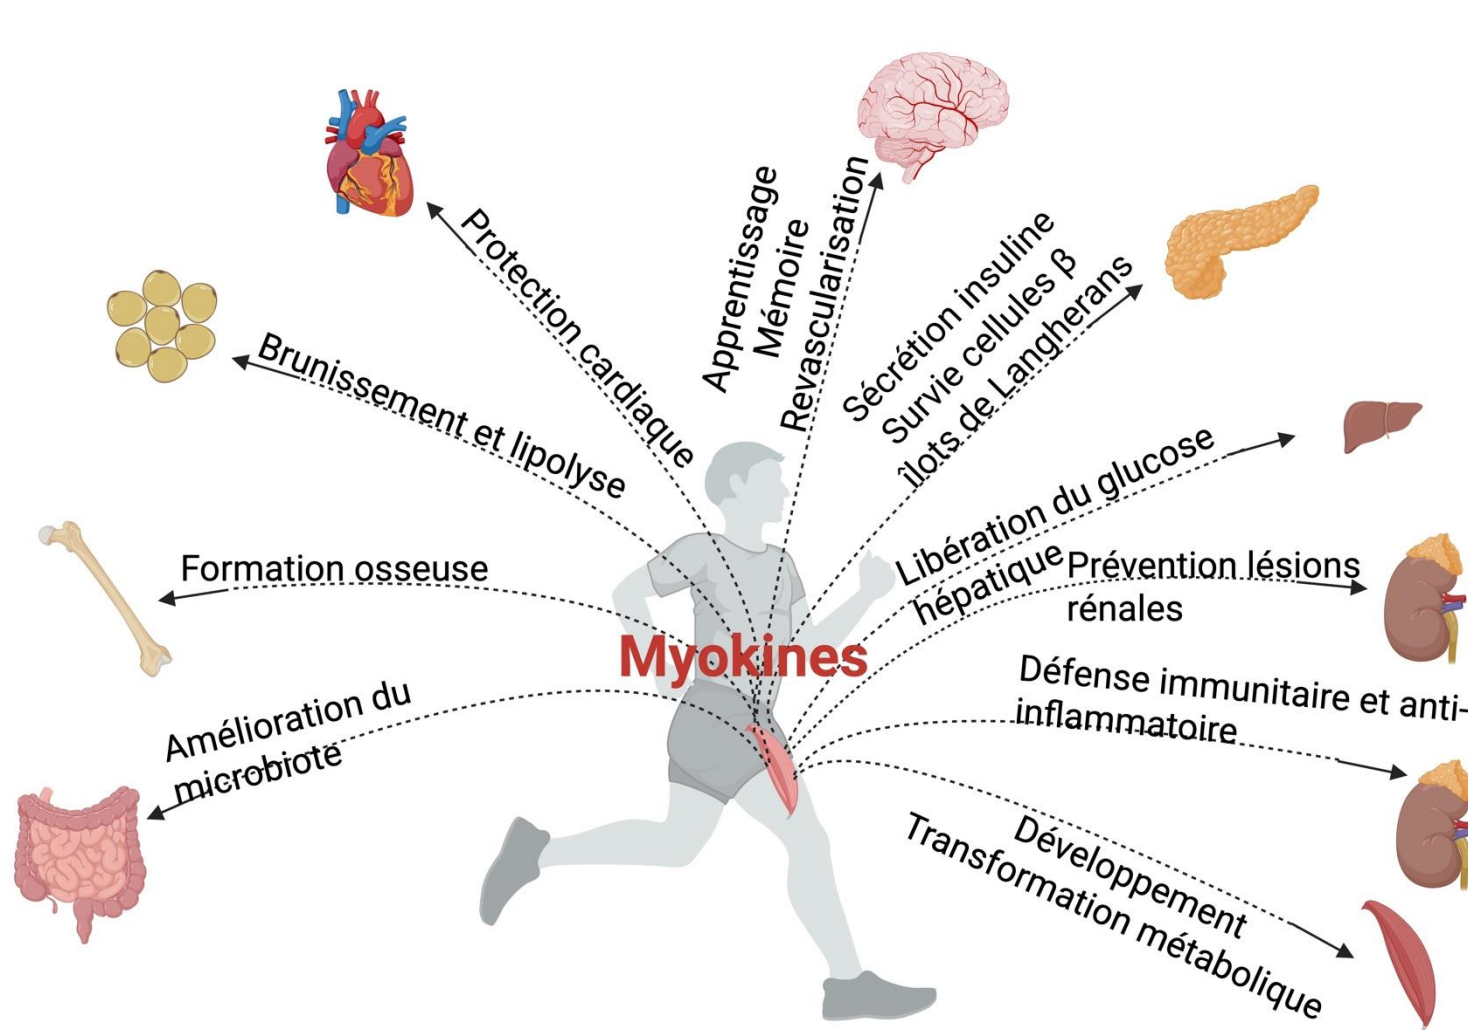 Protection cardiaque
Brunissement et lipolyse
Formation osseuse
Amélioration du
microbiote
Apprentissage
Mémoire
Revascularisation
Sécrétion insuline
Survie cellules β
îlots de Langherans
Libération du glucose
hépatique
Prévention lésions
rénales
Myokines
Défense immunitaire et anti-
inflammatoire
Développement
Transformation métabolique